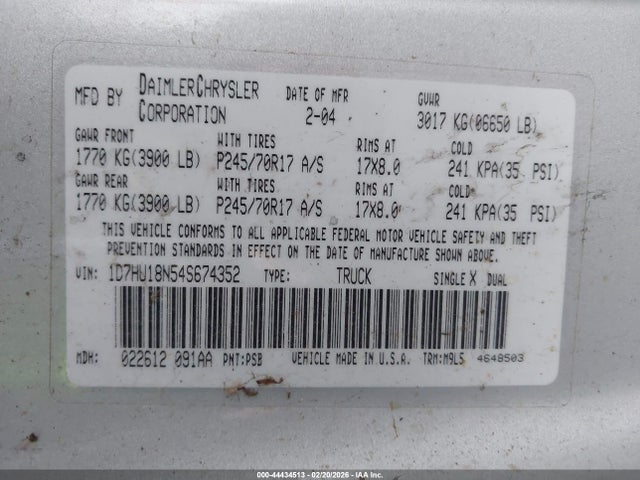 MFD BY DAIMLERCHRYSLER CORPORATION DATE OF MFR 2-04 GVWR 3017 KG(06650 LB)
GAWR FRONT WITH TIRES RIMS AT COLD
1770 KG(3900 LB) P245/70R17 A/S 17X8.0 241 KPA(35 PSI)
GAWR REAR WITH TIRES RIMS AT COLD
1770 KG(3900 LB) P245/70R17 A/S 17X8.0 241 KPA(35 PSI)
THIS VEHICLE CONFORMS TO ALL APPLICABLE FEDERAL MOTOR VEHICLE SAFETY AND THEFT
PREVENTION STANDARDS IN EFFECT ON THE DATE OF MANUFACTURE SHOWN ABOVE.
VIN: 1D7HU18N54S674352 TYPE: TRUCK SINGLE X DUAL
MDH: 022612 091AA PNT:PSB VEHICLE MADE IN U.S.A. TRM:M9L5 4648503
000-44434513 - 02/20/2026 - IAAI, Inc.